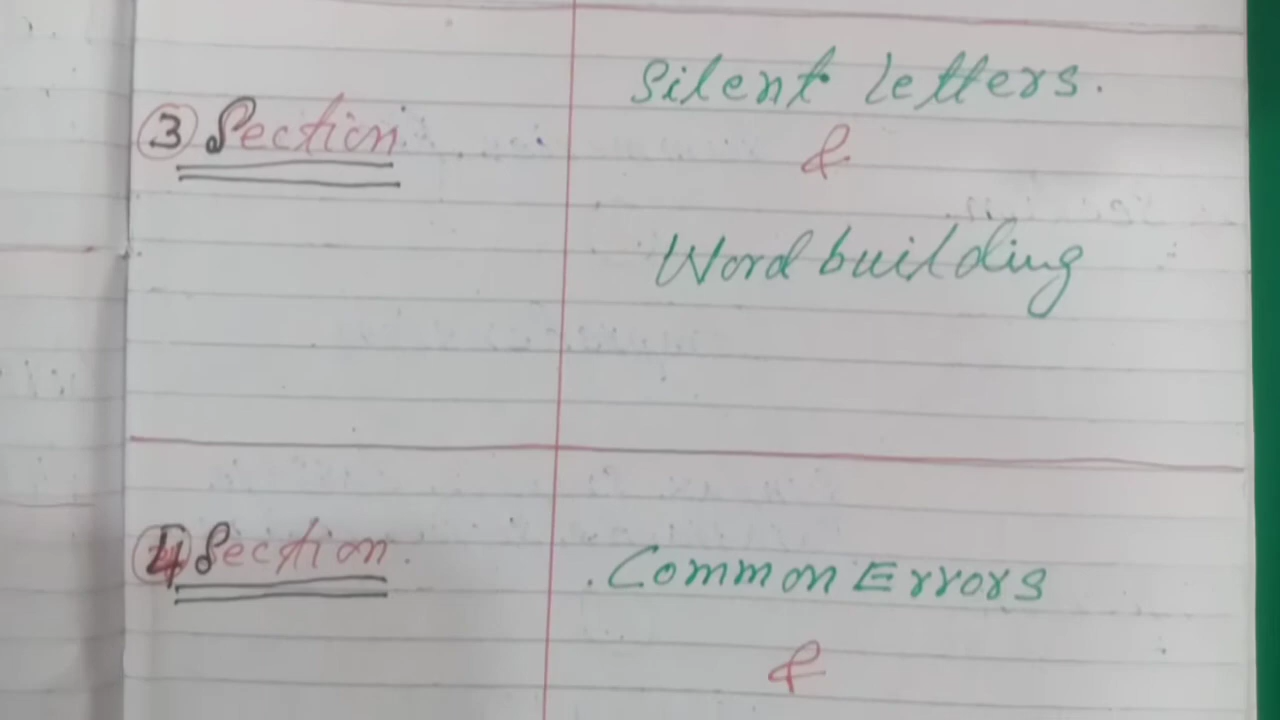 Silent Letters.
③ Section
&
Word building
④ Section.
Common Errors
&